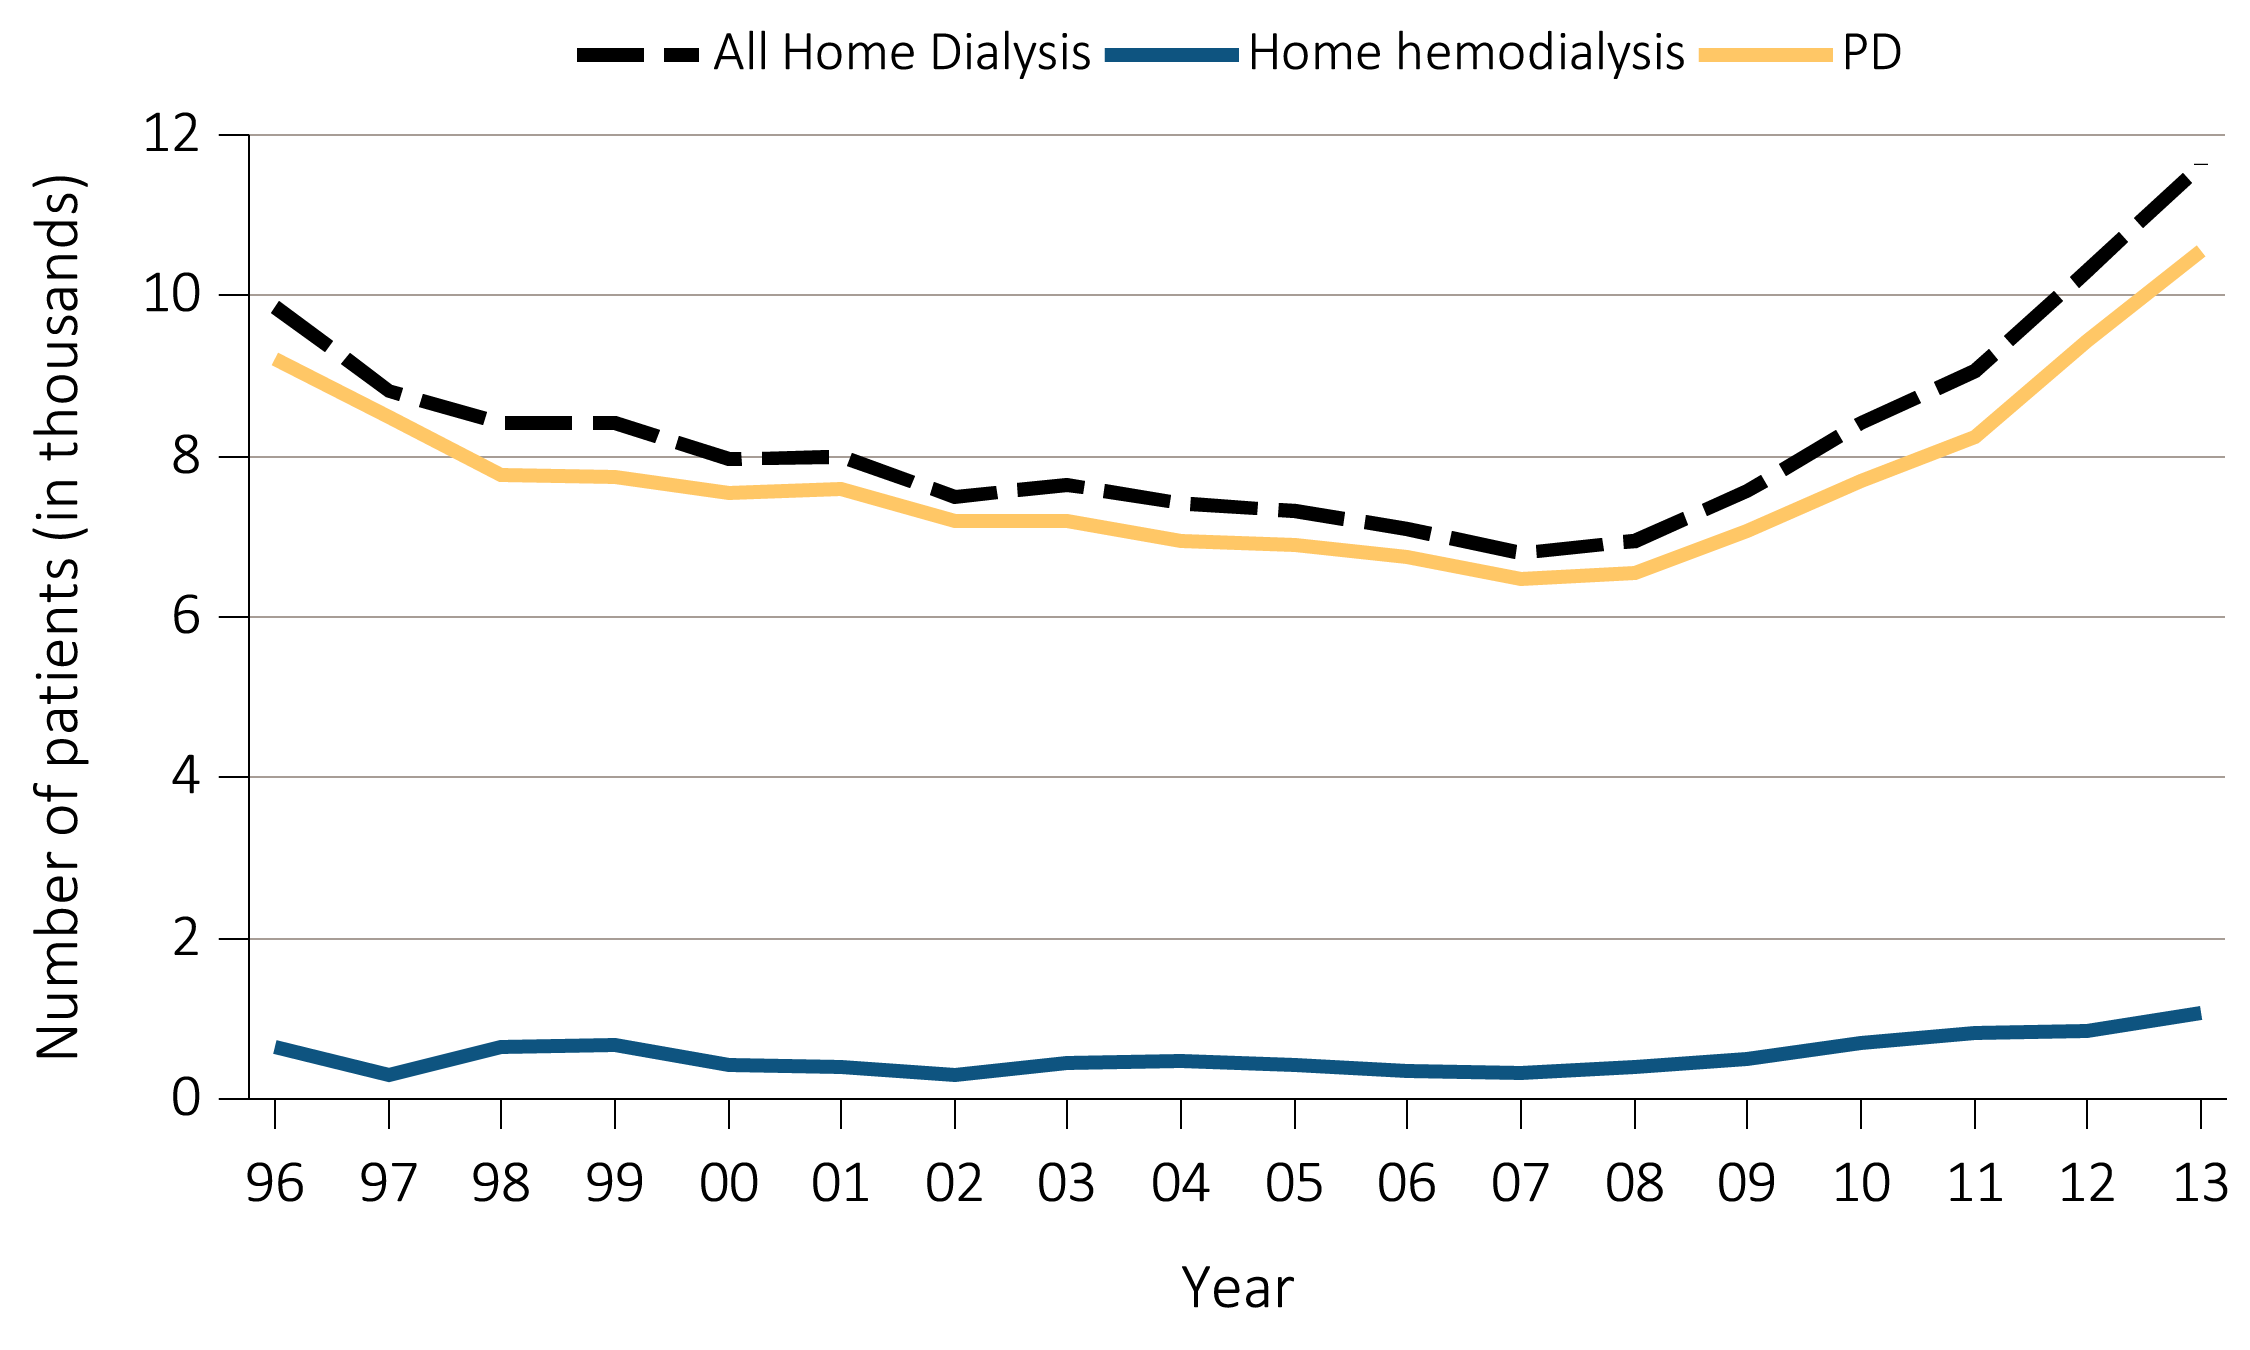 All Home Dialysis Home hemodialysis PD
12
10
8
6
4
2
0
Number of patients (in thousands)
96 97 98 99 00 01 02 03 04 05 06 07 08 09 10 11 12 13
Year